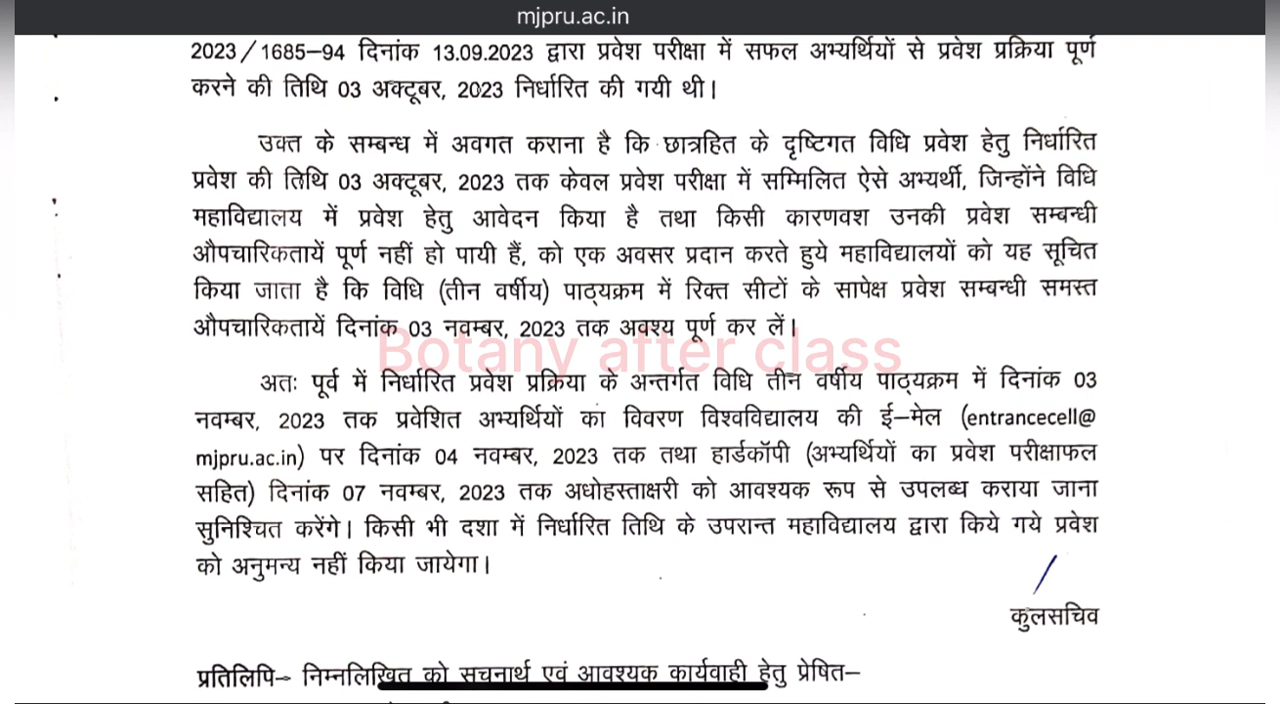 mjpru.ac.in
2023/1685–94 दिनांक 13.09.2023 द्वारा प्रवेश परीक्षा में सफल अभ्यर्थियों से प्रवेश प्रक्रिया पूर्ण
करने की तिथि 03 अक्टूबर, 2023 निर्धारित की गयी थी।
उक्त के सम्बन्ध में अवगत कराना है कि छात्रहित के दृष्टिगत विधि प्रवेश हेतु निर्धारित
प्रवेश की तिथि 03 अक्टूबर, 2023 तक केवल प्रवेश परीक्षा में सम्मिलित ऐसे अभ्यर्थी, जिन्होंने विधि
महाविद्यालय में प्रवेश हेतु आवेदन किया है तथा किसी कारणवश उनकी प्रवेश सम्बन्धी
औपचारिकतायें पूर्ण नहीं हो पायी हैं, को एक अवसर प्रदान करते हुये महाविद्यालयों को यह सूचित
किया जाता है कि विधि (तीन वर्षीय) पाठ्यक्रम में रिक्त सीटों के सापेक्ष प्रवेश सम्बन्धी समस्त
औपचारिकतायें दिनांक 03 नवम्बर, 2023 तक अवश्य पूर्ण कर लें।
Botany after class
अतः पूर्व में निर्धारित प्रवेश प्रक्रिया के अन्तर्गत विधि तीन वर्षीय पाठ्यक्रम में दिनांक 03
नवम्बर, 2023 तक प्रवेशित अभ्यर्थियों का विवरण विश्वविद्यालय की ई–मेल (entrancecell@
mjpru.ac.in) पर दिनांक 04 नवम्बर, 2023 तक तथा हार्डकॉपी (अभ्यर्थियों का प्रवेश परीक्षाफल
सहित) दिनांक 07 नवम्बर, 2023 तक अधोहस्ताक्षरी को आवश्यक रूप से उपलब्ध कराया जाना
सुनिश्चित करेंगे। किसी भी दशा में निर्धारित तिथि के उपरान्त महाविद्यालय द्वारा किये गये प्रवेश
को अनुमन्य नहीं किया जायेगा।
कुलसचिव
प्रतिलिपि– निम्नलिखित को सूचनार्थ एवं आवश्यक कार्यवाही हेतु प्रेषित–